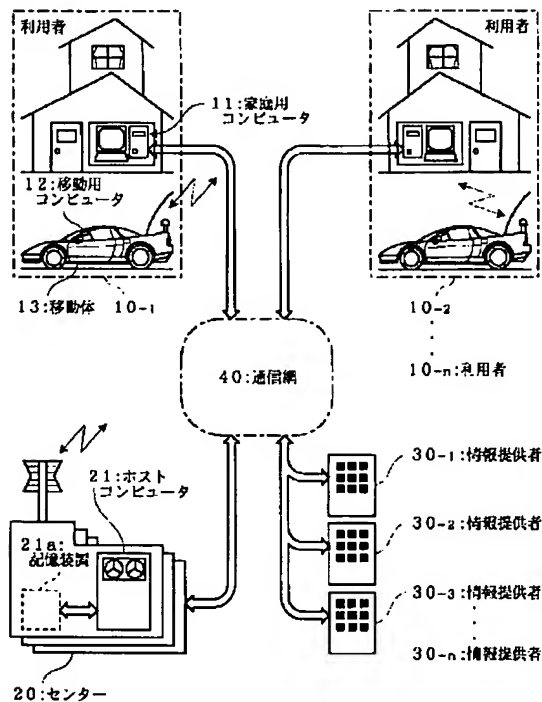 利用者
利用者
11:家庭用
コンピュータ
12:移動用
コンピュータ
13:移動体
10-1
10-2
10-n:利用者
40:通信網
21:ホスト
コンピュータ
21a:
記憶装置
20:センター
30-1:情報提供者
30-2:情報提供者
30-3:情報提供者
30-n:情報提供者